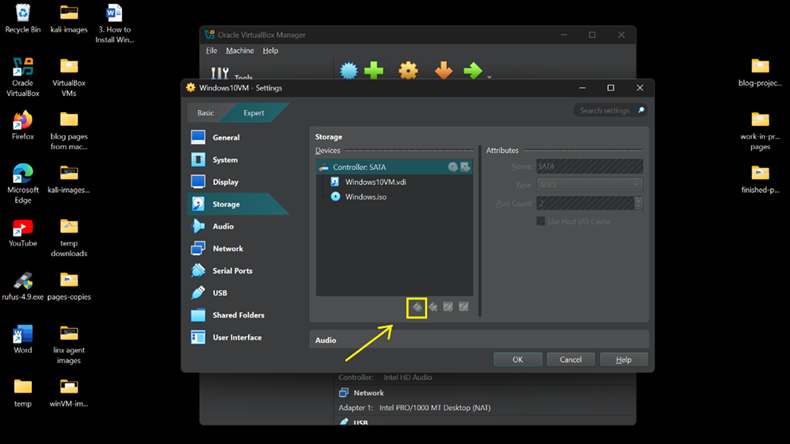 Recycle Bin
kali-images
3. How to
Install Win...
Oracle
VirtualBox
VirtualBox
VMs
Firefox
blog pages
from mac...
Microsoft
Edge
kali-images...
YouTube
temp
downloads
rufus-4.9.exe
pages-copies
Word
linx agent
images
temp
winVM-im...
Oracle VirtualBox Manager
File Machine Help
Tools
Windows10VM - Settings
Basic Expert
Search settings
General
System
Display
Storage
Audio
Network
Serial Ports
USB
Shared Folders
User Interface
Storage
Devices
Controller: SATA
Windows10VM.vdi
Windows.iso
Attributes
Name: SATA
Type: AHCI
Port Count: 2
Use Host I/O Cache
Audio
OK Cancel Help
Controller: Intel HD Audio
Network
Adapter 1: Intel PRO/1000 MT Desktop (NAT)
USB
blog-projec...
work-in-pr...
pages
finished-p...